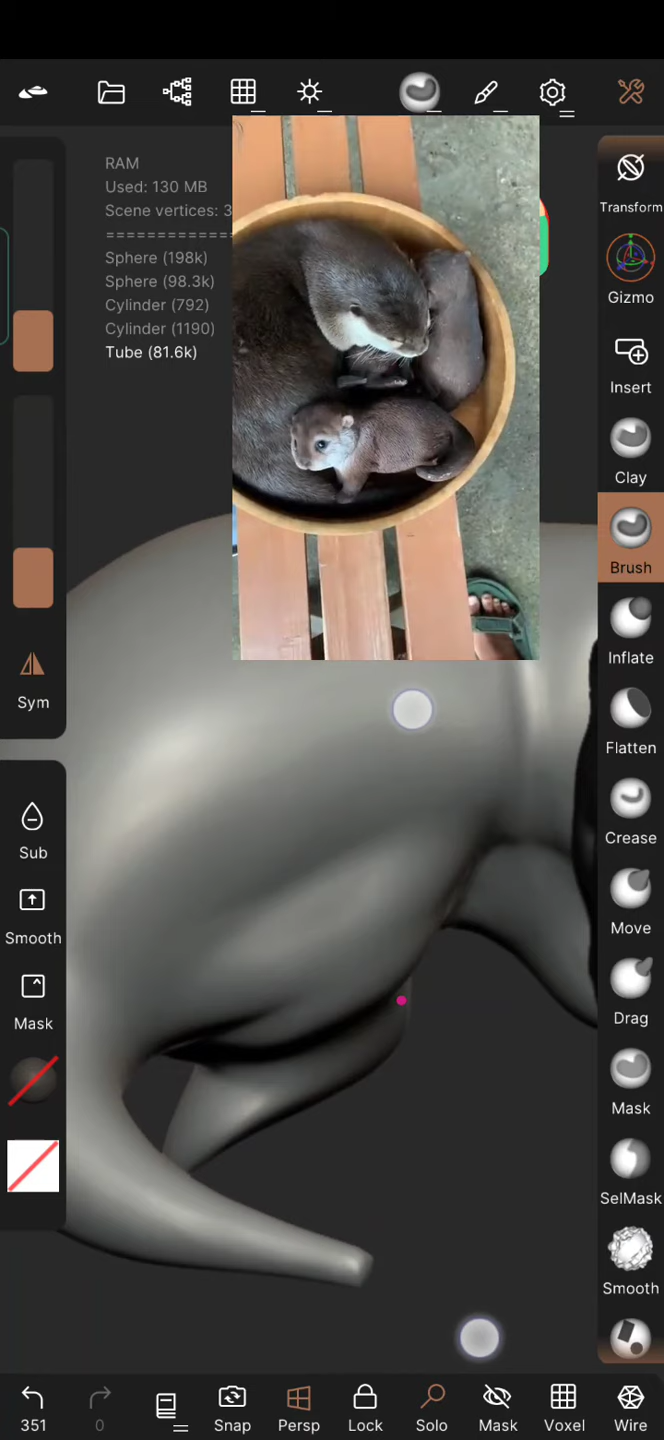 RAM
Used: 130 MB
Scene vertices: 3
Sphere (198k)
Sphere (98.3k)
Cylinder (792)
Cylinder (1190)
Tube (81.6k)
Sym
Sub
Smooth
Mask
Transform
Gizmo
Insert
Clay
Brush
Inflate
Flatten
Crease
Move
Drag
Mask
SelMask
Smooth
351
0
Snap
Persp
Lock
Solo
Mask
Voxel
Wire